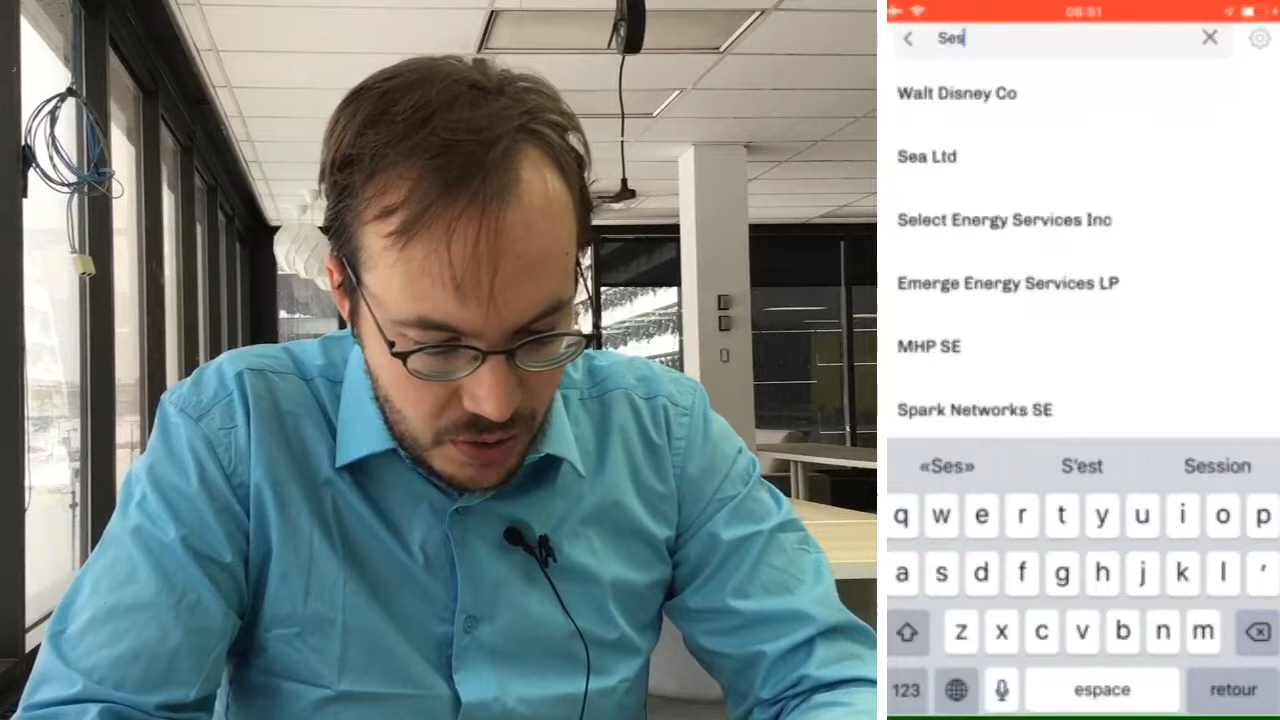 08:51
Ses
Walt Disney Co
Sea Ltd
Select Energy Services Inc
Emerge Energy Services LP
MHP SE
Spark Networks SE
«Ses» S'est Session
q w e r t y u i o p
a s d f g h j k l ’
z x c v b n m
123 espace retour